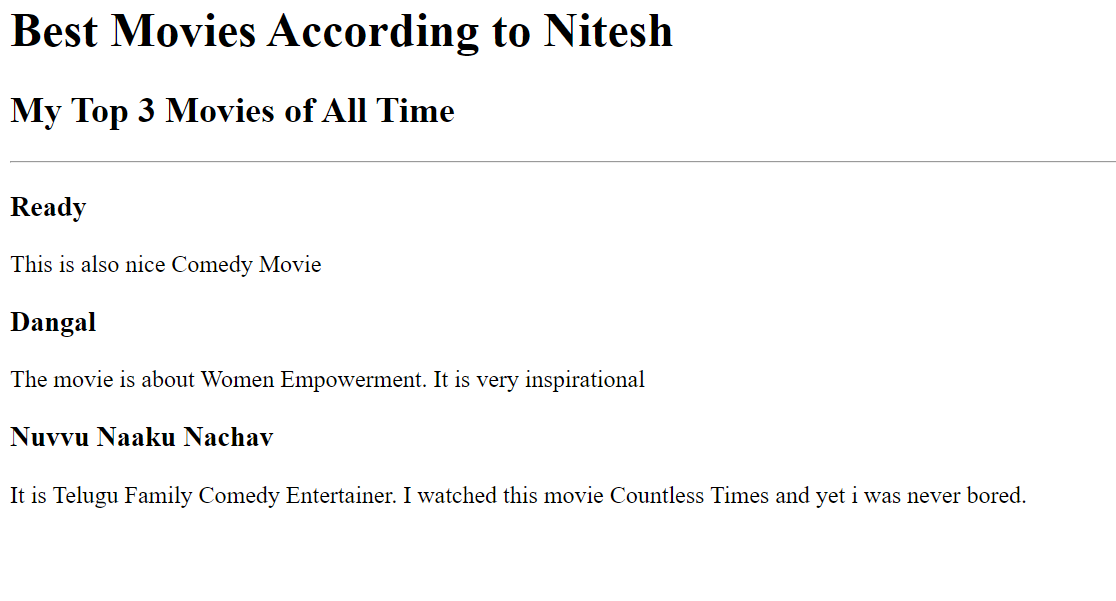 Best Movies According to Nitesh
My Top 3 Movies of All Time
Ready
This is also nice Comedy Movie
Dangal
The movie is about Women Empowerment. It is very inspirational
Nuvvu Naaku Nachav
It is Telugu Family Comedy Entertainer. I watched this movie Countless Times and yet i was never bored.